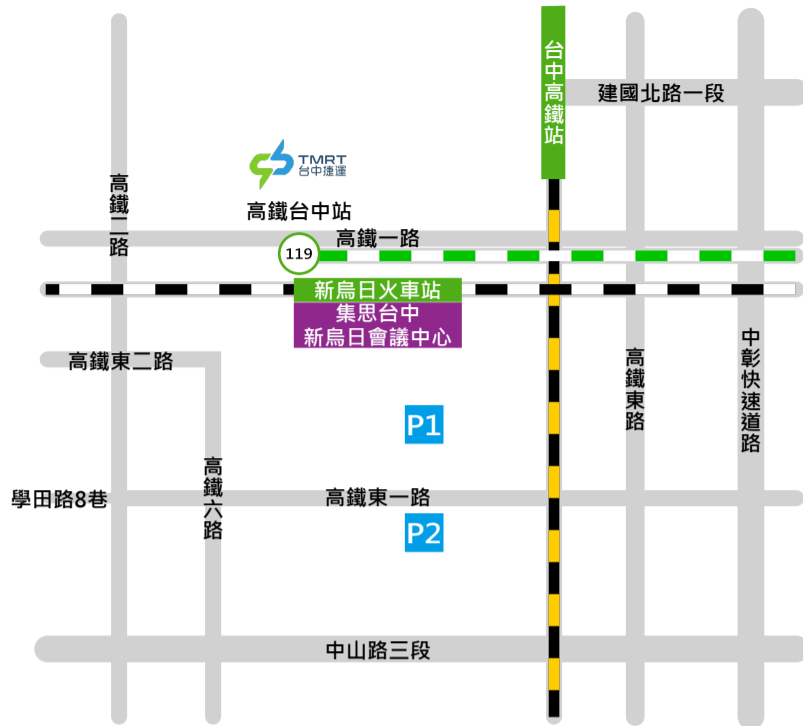 台中高鐵站
建國北路一段
TMRT
台中捷運
高鐵二路
高鐵台中站
119
高鐵一路
新烏日火車站
集思台中
新烏日會議中心
高鐵東二路
高鐵東路
中彰快速道路
P1
高鐵六路
學田路8巷
高鐵東一路
P2
中山路三段